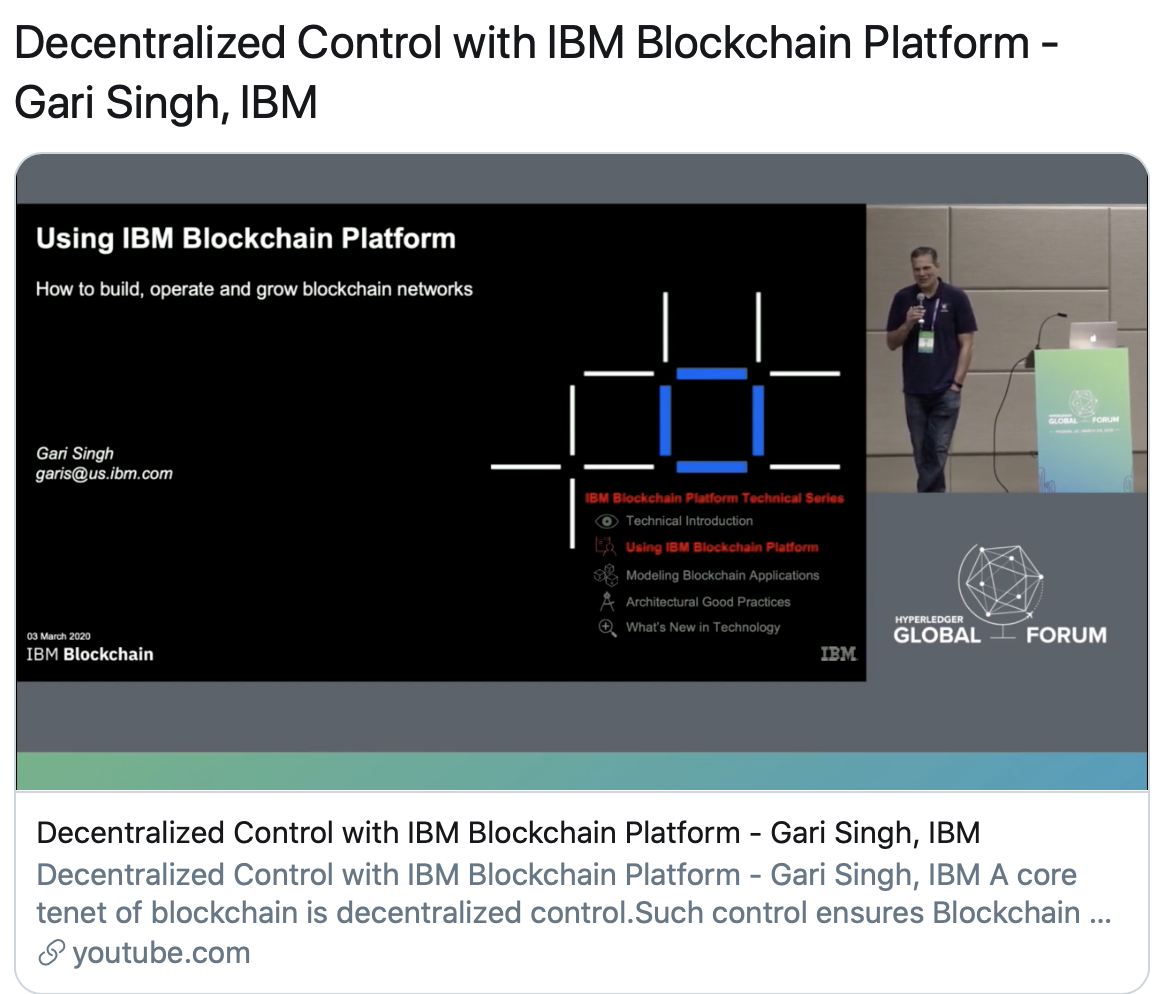 Decentralized Control with IBM Blockchain Platform -
Gari Singh, IBM
Using IBM Blockchain Platform
How to build, operate and grow blockchain networks
Gari Singh
garis@us.ibm.com
IBM Blockchain Platform Technical Series
Technical Introduction
Using IBM Blockchain Platform
Modeling Blockchain Applications
Architectural Good Practices
What's New in Technology
03 March 2020
IBM Blockchain
IBM
HYPERLEDGER
GLOBAL FORUM
HYPERLEDGER
GLOBAL FORUM
Decentralized Control with IBM Blockchain Platform - Gari Singh, IBM
Decentralized Control with IBM Blockchain Platform - Gari Singh, IBM A core
tenet of blockchain is decentralized control.Such control ensures Blockchain ...
youtube.com